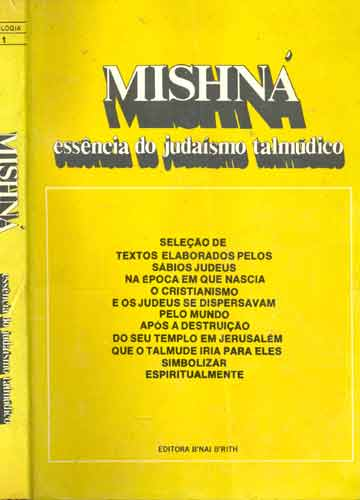 OLOGIA
1
MISHNÁ
essência do judaísmo talmúdico
MISHNÁ
essência do judaísmo talmúdico
SELEÇÃO DE
TEXTOS ELABORADOS PELOS
SÁBIOS JUDEUS
NA ÉPOCA EM QUE NASCIA
O CRISTIANISMO
E OS JUDEUS SE DISPERSAVAM
PELO MUNDO
APÓS A DESTRUIÇÃO
DO SEU TEMPLO EM JERUSALÉM
QUE O TALMUDE IRIA PARA ELES
SIMBOLIZAR
ESPIRITUALMENTE
EDITORA B'NAI B'RITH